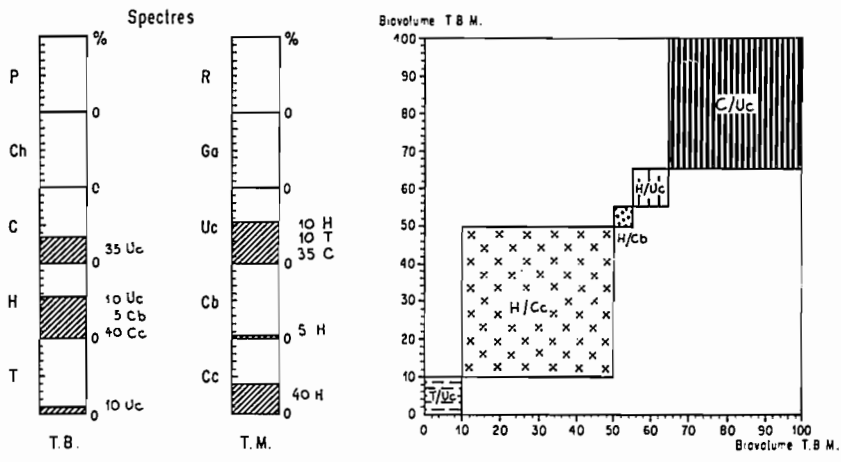 Spectres
%
P
0
Ch
0
C
35 Uc
0
H
10 Uc
5 Cb
40 Cc
0
T
10 Uc
0
T.B.
%
R
0
Ga
0
Uc
10 H
10 T
35 C
0
Cb
5 H
0
Cc
40 H
0
T.M.
Biovolume T.B.M.
100
90
80
70
60
50
40
30
20
10
0
C/Uc
H/Uc
H/Cb
H/Cc
T/Uc
0 10 20 30 40 50 60 70 80 90 100
Biovolume T.B.M.